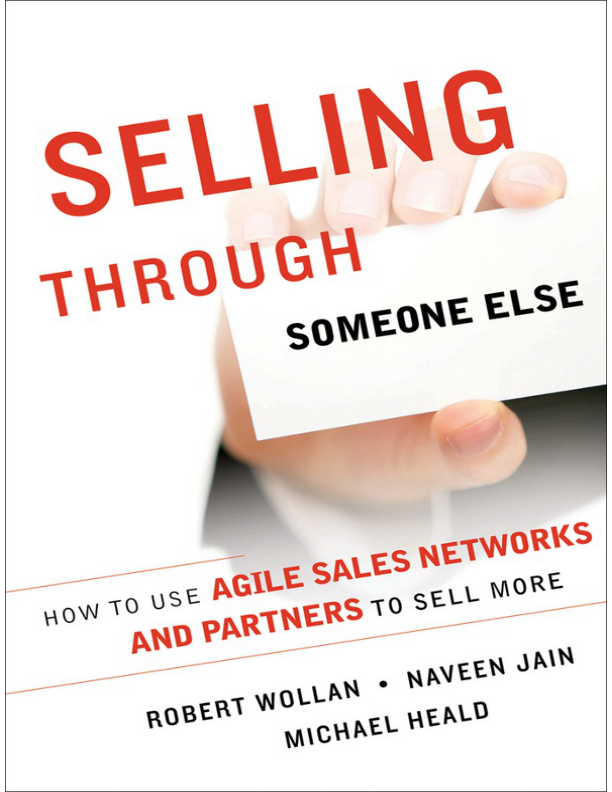 SELLING
THROUGH
SOMEONE ELSE
HOW TO USE AGILE SALES NETWORKS
AND PARTNERS TO SELL MORE
ROBERT WOLLAN • NAVEEN JAIN
MICHAEL HEALD